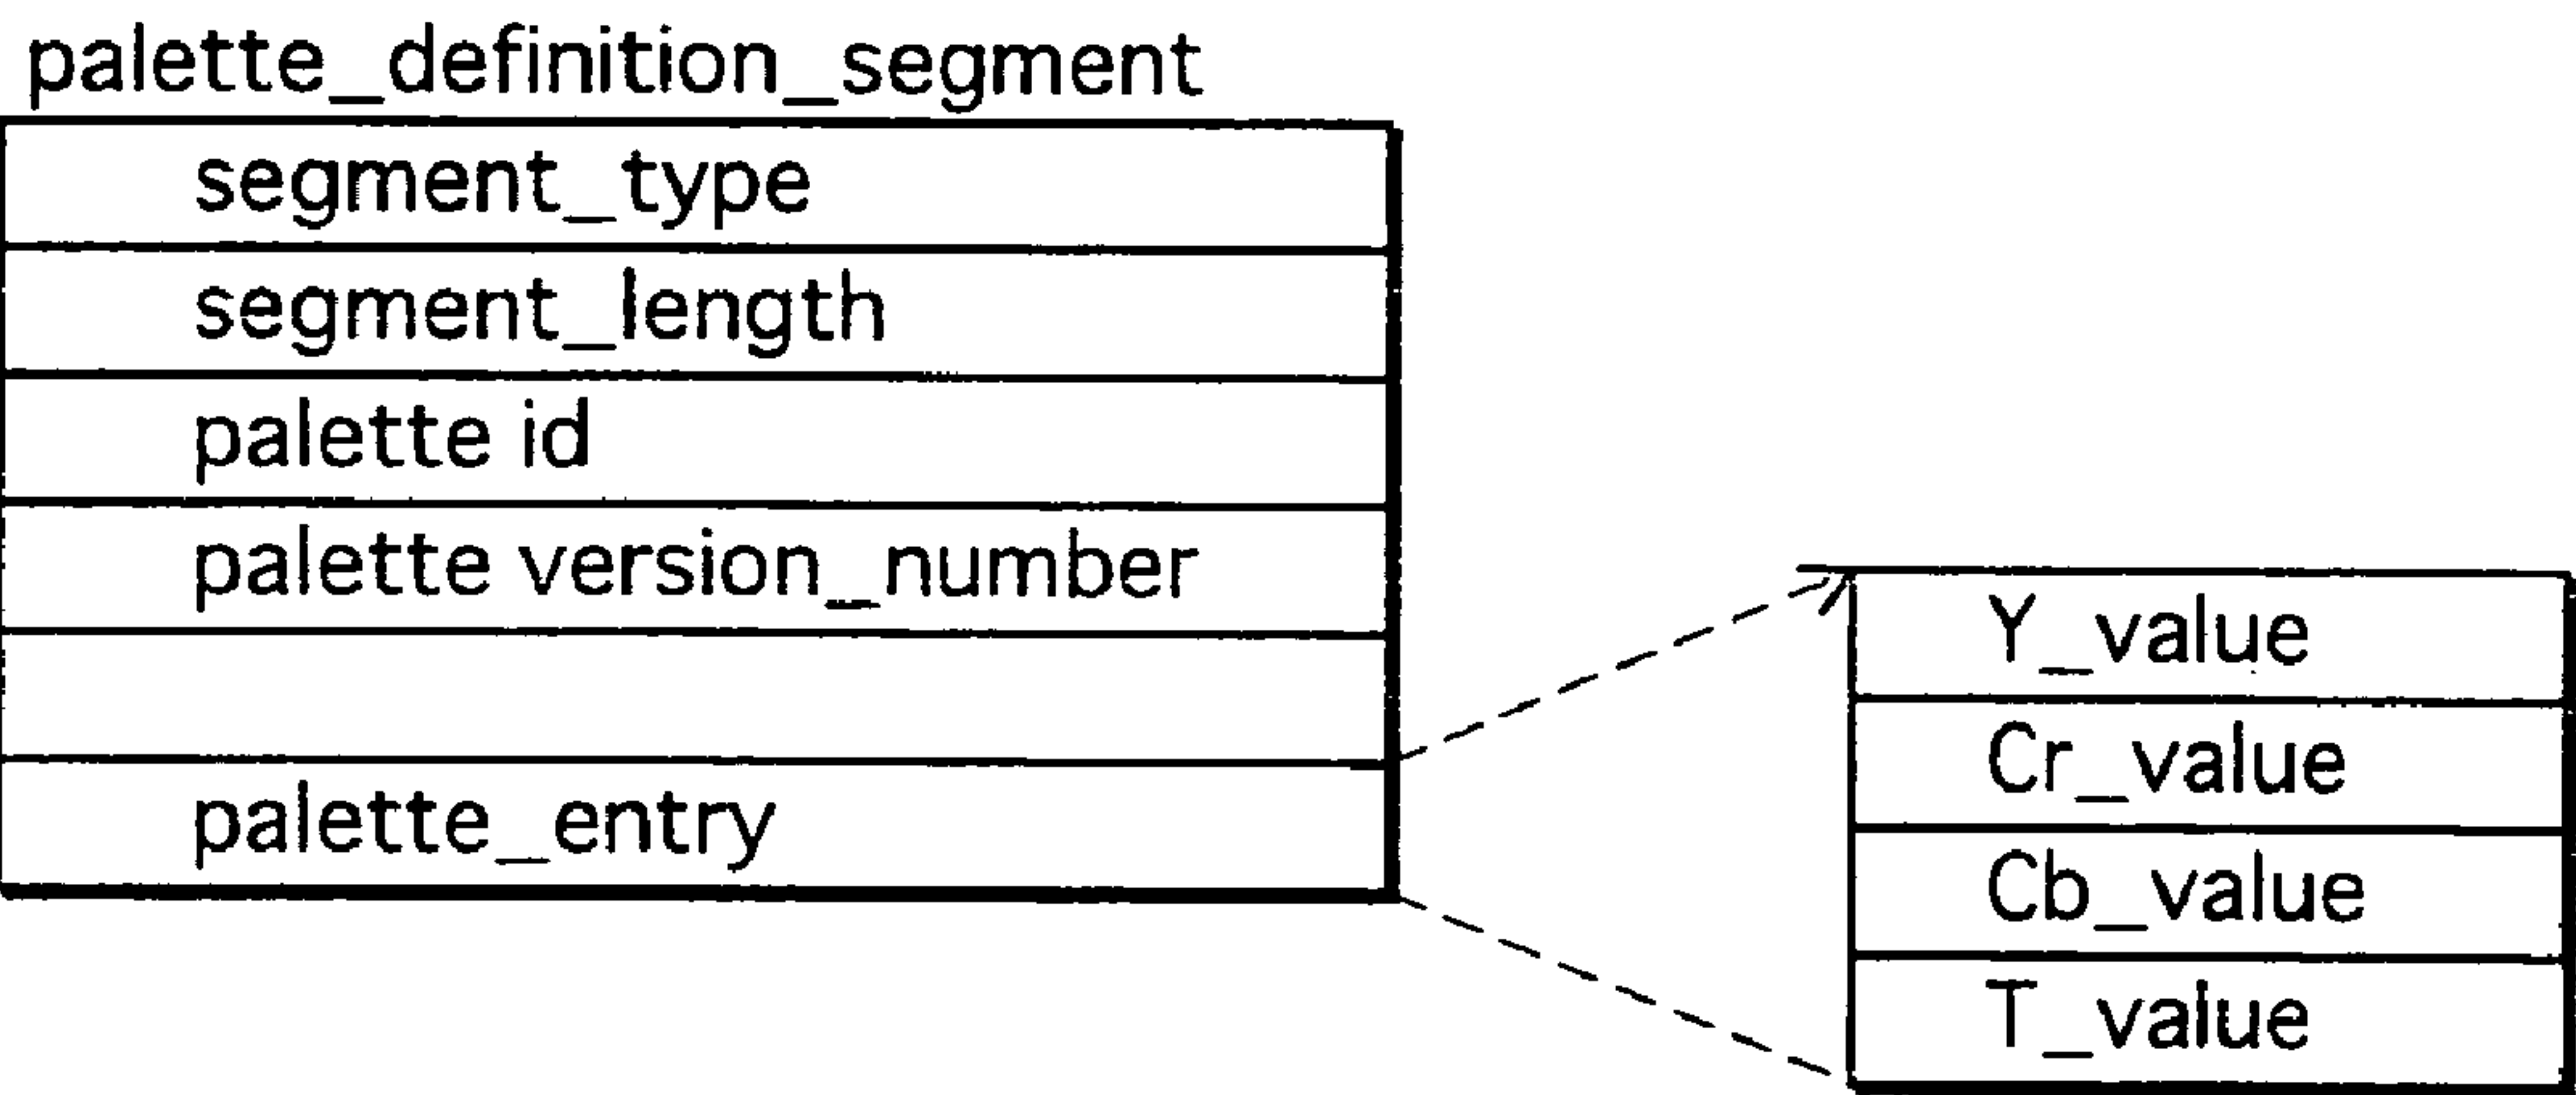 palette_definition_segment
segment_type
segment_length
palette id
palette version_number
palette_entry
Y_value
Cr_value
Cb_value
T_value